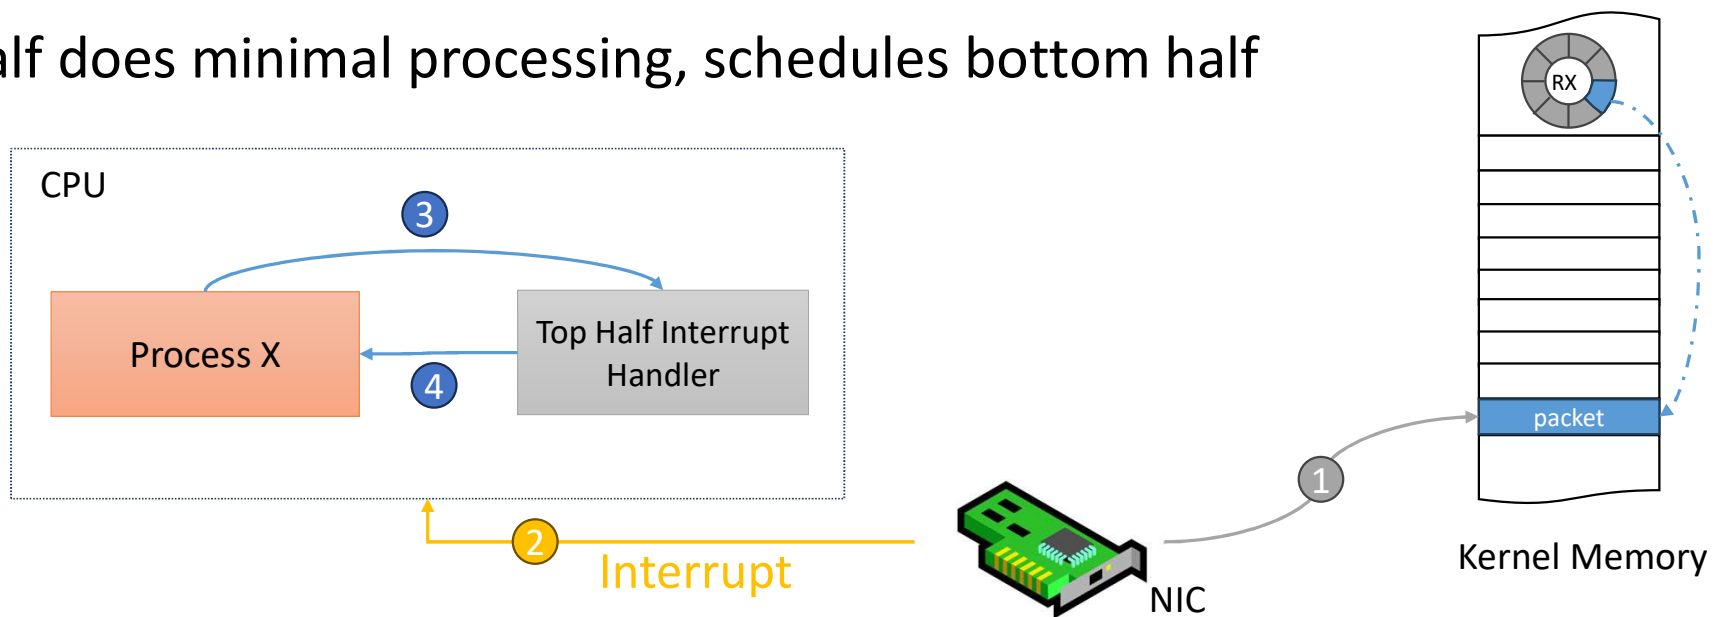 alf does minimal processing, schedules bottom half
RX
CPU
3
Process X
Top Half Interrupt
Handler
4
packet
1
2
Interrupt
NIC
Kernel Memory